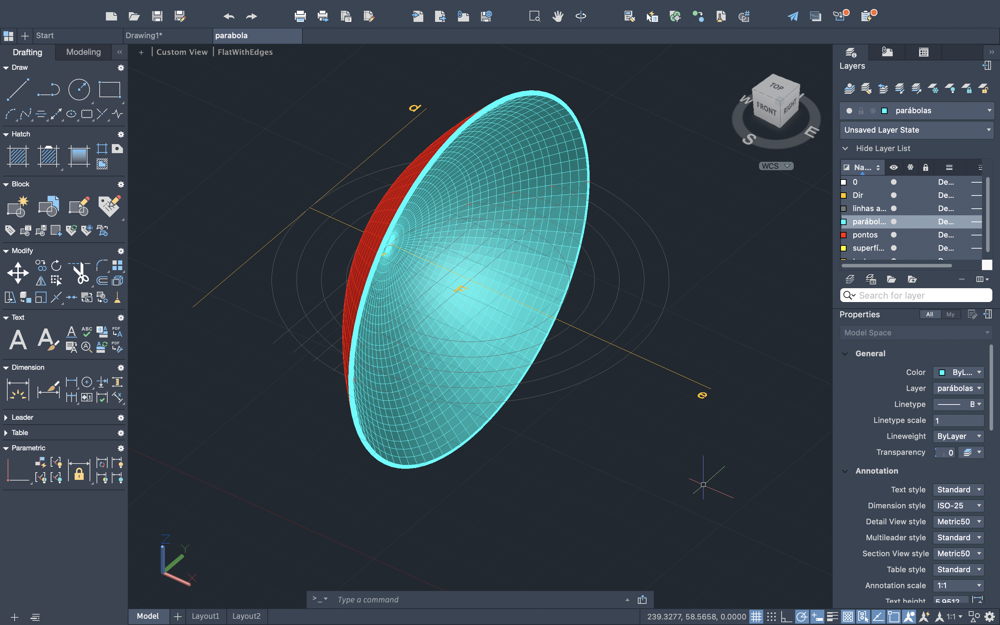 Start
Drawing1*
parabola
Drafting
Modeling
+ | Custom View | FlatWithEdges
Draw
Hatch
Block
Modify
Text
A
A
A
ABC
A
PDF
A
A
A
A
PDF
Dimension
Leader
Table
Parametric
d
F
e
TOP
FRONT
RIGHT
W
S
E
WCS
Z
Y
X
>_ Type a command
Model
Layout1
Layout2
239.3277, 58.5658, 0.0000
1:1
Layers
parábolas
Unsaved Layer State
Hide Layer List
Na...
0 De...
Dir De...
linhas a... De...
parábol... De...
pontos De...
superfí... De...
Search for layer
Properties
All
My
Model Space
General
Color ByL...
Layer parábolas
Linetype B
Linetype scale 1
Lineweight ByLayer
Transparency 0
Annotation
Text style Standard
Dimension style ISO-25
Detail View style Metric50
Multileader style Standard
Section View style Metric50
Table style Standard
Annotation scale 1:1
Text height 5.9512